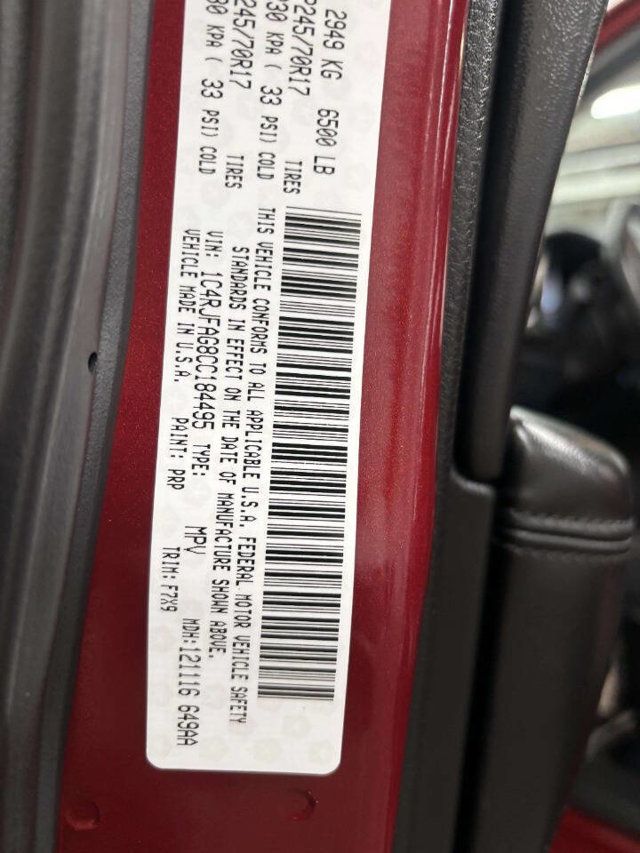 2949 KG 6500 LB
P245/70R17 TIRES
230 KPA ( 33 PSI) COLD
245/70R17 TIRES
30 KPA ( 33 PSI) COLD
THIS VEHICLE CONFORMS TO ALL APPLICABLE U.S.A. FEDERAL MOTOR VEHICLE SAFETY
STANDARDS IN EFFECT ON THE DATE OF MANUFACTURE SHOWN ABOVE.
VIN: 1C4RJFAG8CC184495 TYPE: MPV MDH:121116 649AA
VEHICLE MADE IN U.S.A. PAINT: PRP TRIM: F7X9